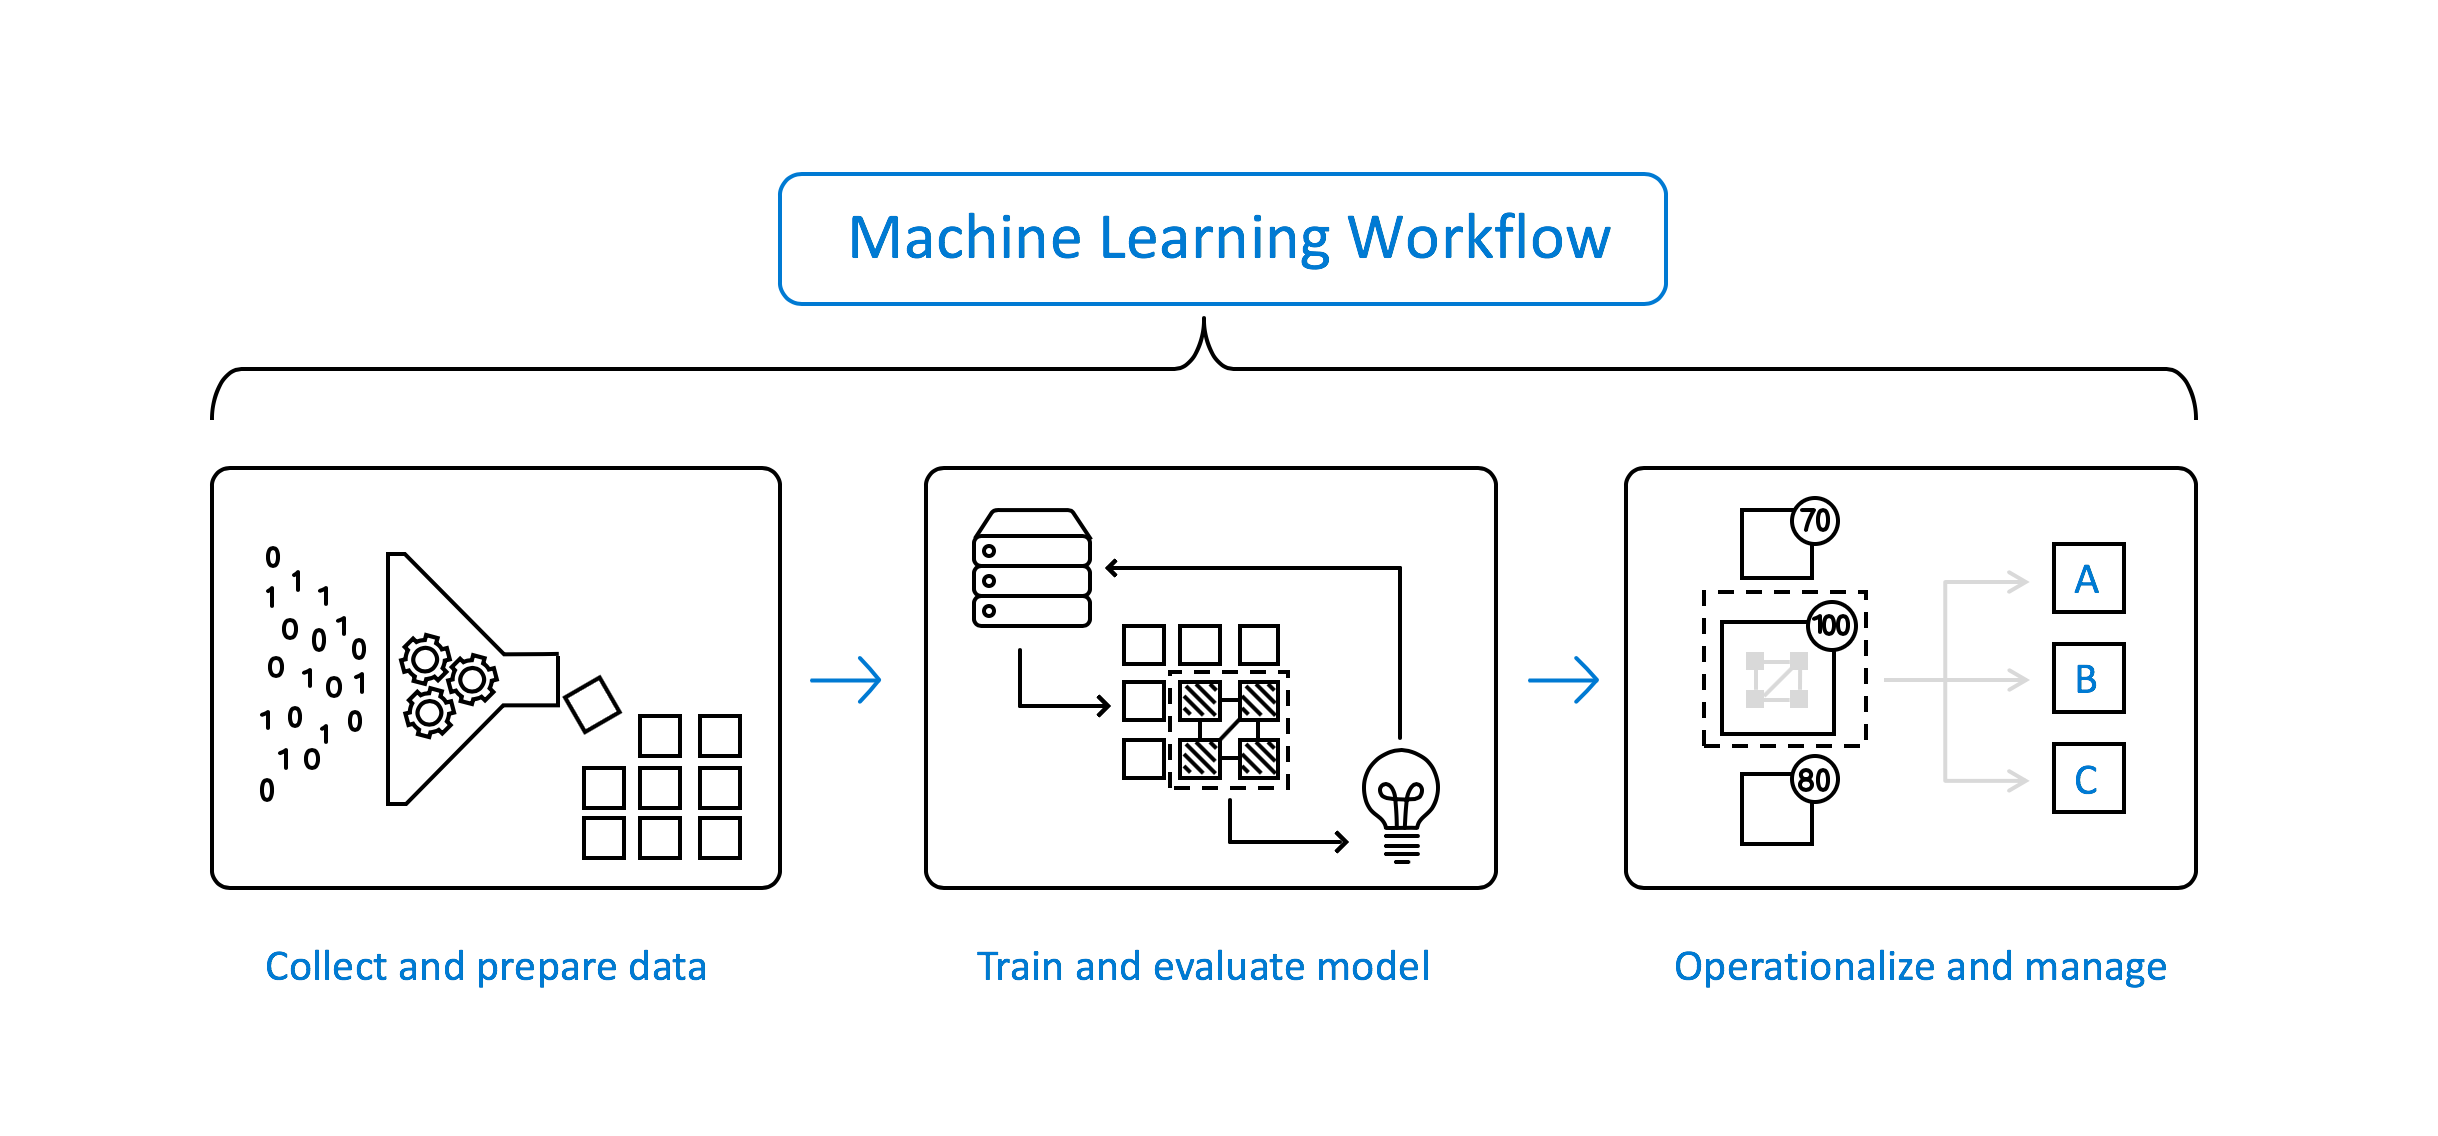 Machine Learning Workflow
0
1
1 1
0 1
0 0
0 1 0 1
1 0 0
1
1 0
0
70
100
80
A
B
C
Collect and prepare data
Train and evaluate model
Operationalize and manage